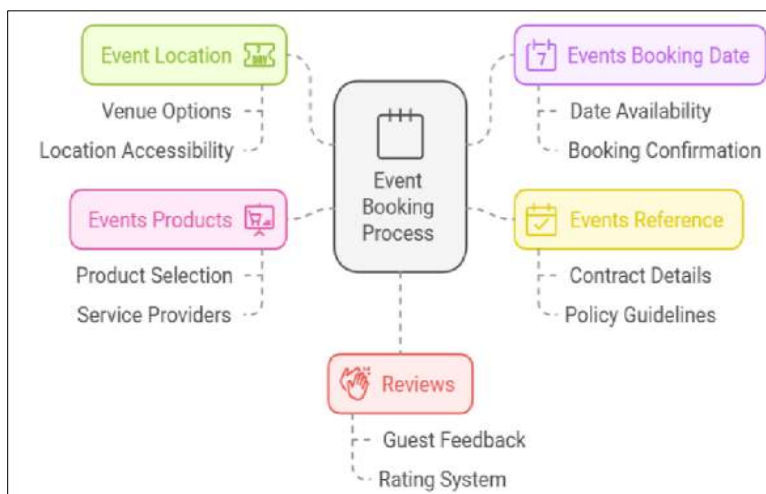 Event Location
Venue Options
Location Accessibility
Events Products
Product Selection
Service Providers
Event
Booking
Process
Events Booking Date
7
Date Availability
Booking Confirmation
Events Reference
Contract Details
Policy Guidelines
Reviews
Guest Feedback
Rating System